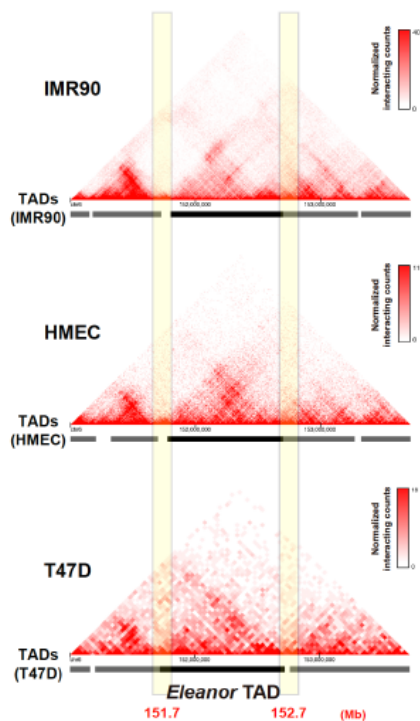 IMR90
Normalized
interacting counts
40
0
TADs
(IMR90)
152,000,000
153,000,000
HMEC
Normalized
interacting counts
11
0
TADs
(HMEC)
152,000,000
153,000,000
T47D
Normalized
interacting counts
0
TADs
(T47D)
152,000,000
153,000,000
Eleanor TAD
151.7
152.7
(Mb)